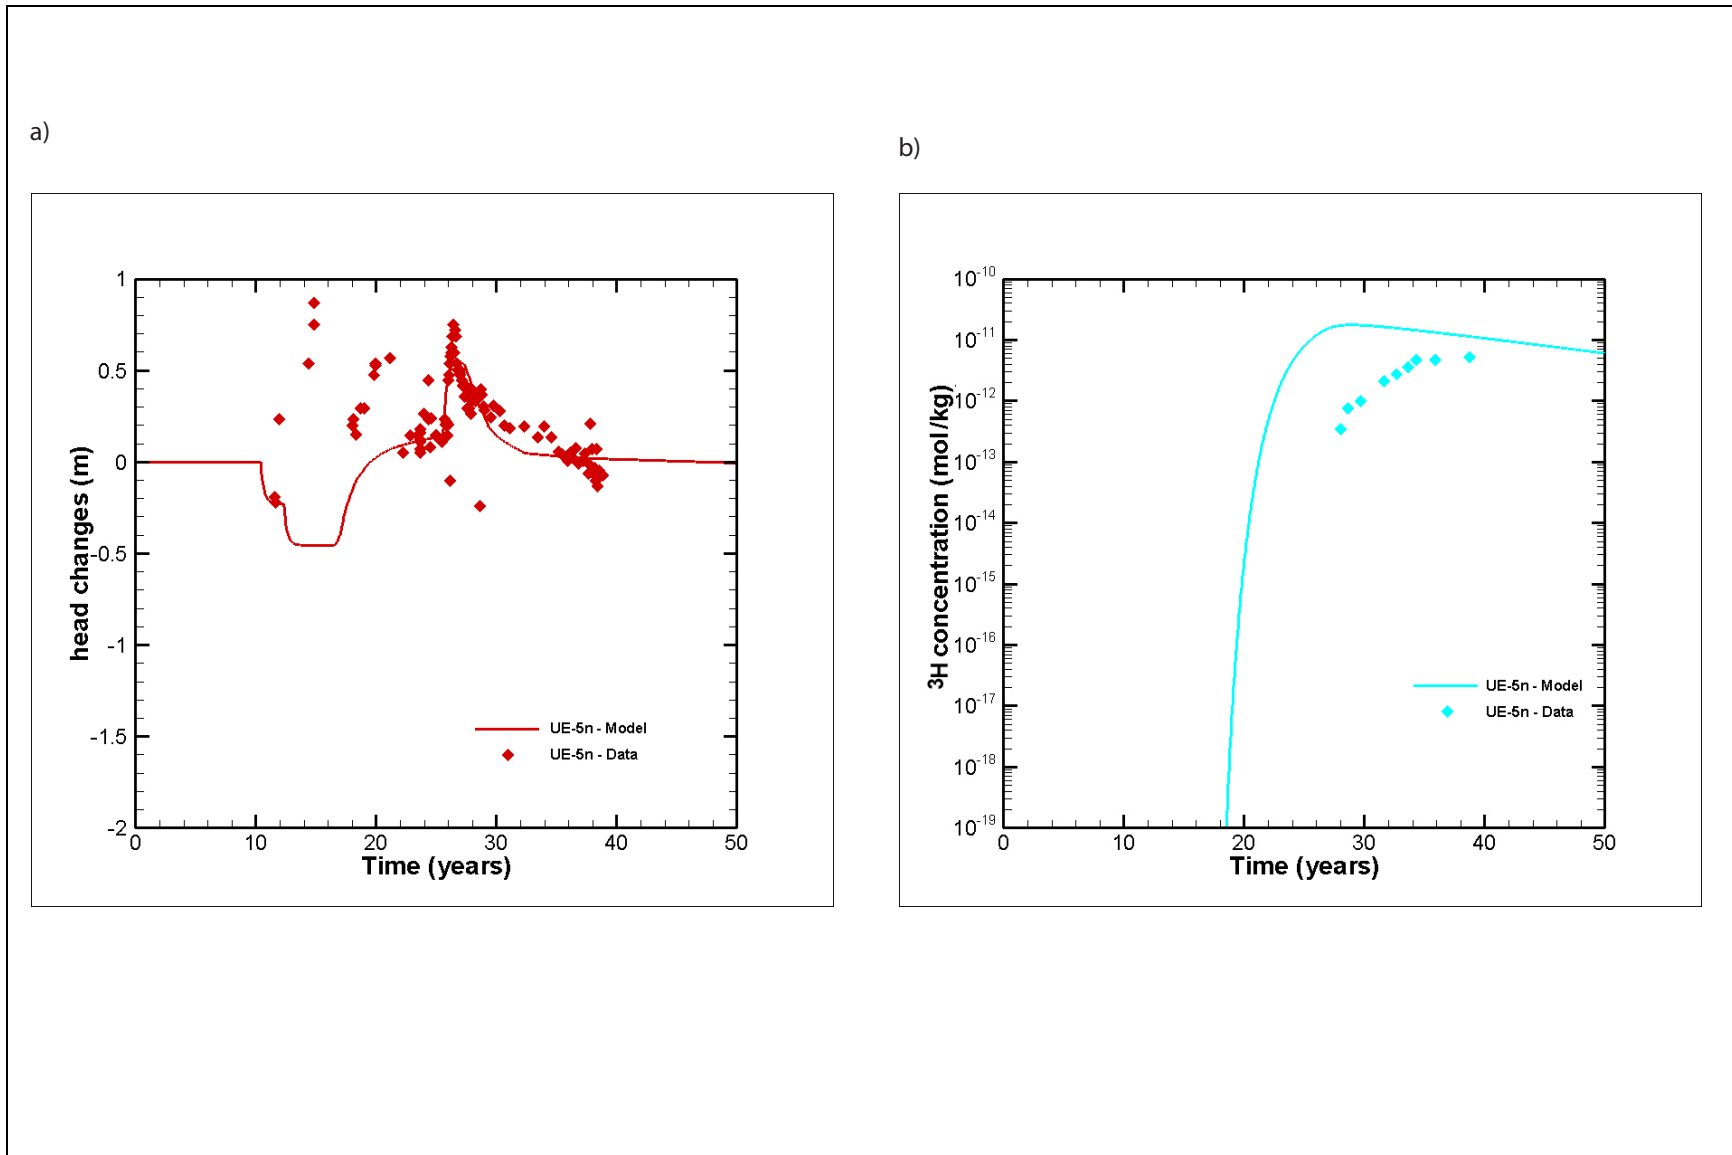 a)
1
0.5
0
-0.5
-1
-1.5
-2
head changes (m)
0 10 20 30 40 50
Time (years)
UE-5n - Model
UE-5n - Data
b)
10-10
10-11
10-12
10-13
10-14
10-15
10-16
10-17
10-18
10-19
3H concentration (mol/kg)
0 10 20 30 40 50
Time (years)
UE-5n - Model
UE-5n - Data